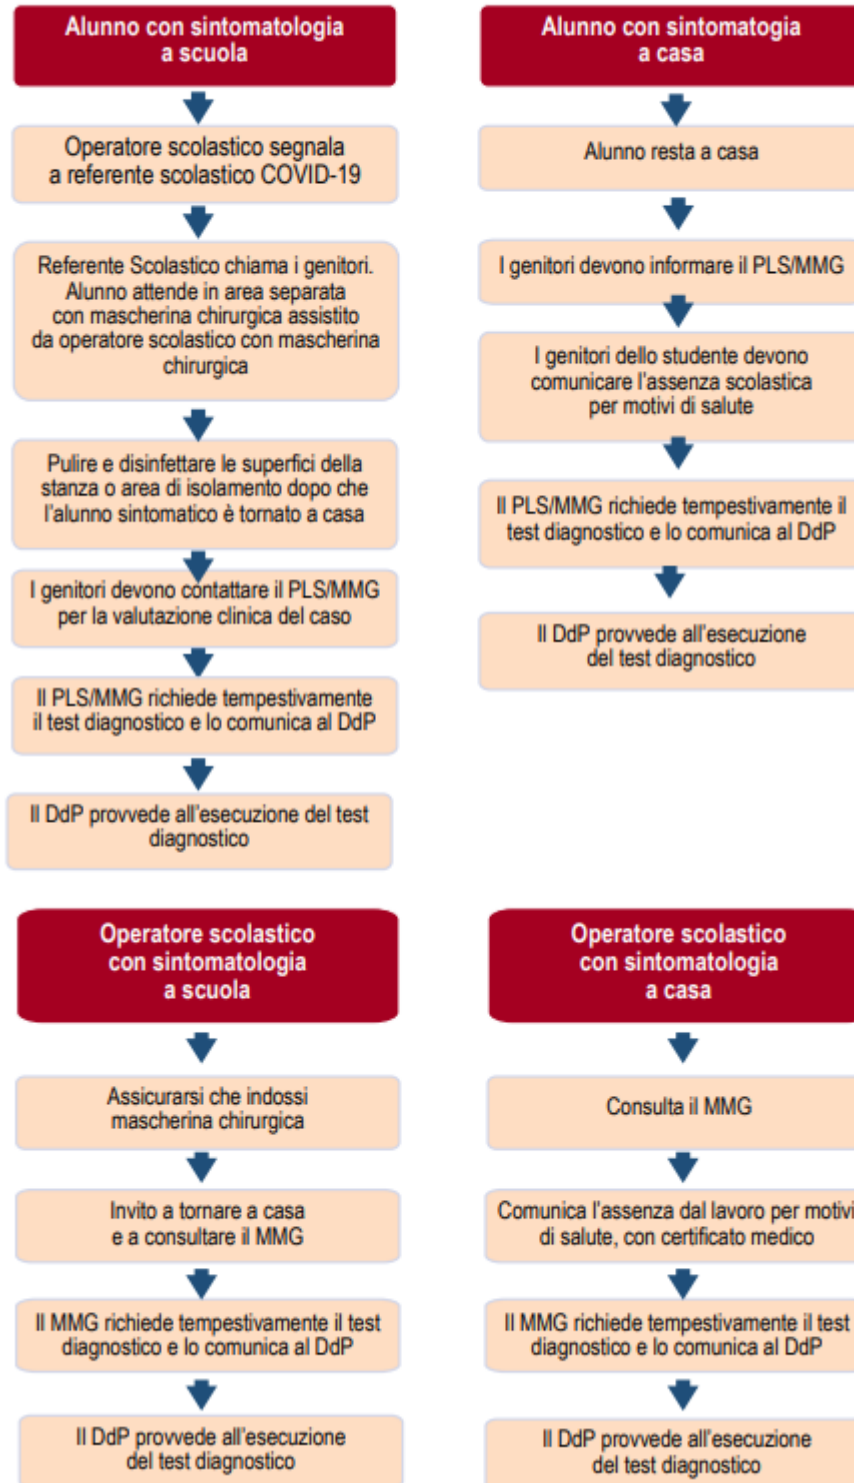 Alunno con sintomatologia
a scuola
Operatore scolastico segnala
a referente scolastico COVID-19
Referente Scolastico chiama i genitori.
Alunno attende in area separata
con mascherina chirurgica assistito
da operatore scolastico con mascherina
chirurgica
Pulire e disinfettare le superfici della
stanza o area di isolamento dopo che
l'alunno sintomatico è tornato a casa
I genitori devono contattare il PLS/MMG
per la valutazione clinica del caso
Il PLS/MMG richiede tempestivamente
il test diagnostico e lo comunica al DdP
Il DdP provvede all'esecuzione del test
diagnostico
Alunno con sintomatogia
a casa
Alunno resta a casa
I genitori devono informare il PLS/MMG
I genitori dello studente devono
comunicare l'assenza scolastica
per motivi di salute
Il PLS/MMG richiede tempestivamente il
test diagnostico e lo comunica al DdP
Il DdP provvede all'esecuzione
del test diagnostico
Operatore scolastico
con sintomatologia
a scuola
Assicurarsi che indossi
mascherina chirurgica
Invito a tornare a casa
e a consultare il MMG
Il MMG richiede tempestivamente il test
diagnostico e lo comunica al DdP
Il DdP provvede all'esecuzione
del test diagnostico
Operatore scolastico
con sintomatologia
a casa
Consulta il MMG
Comunica l'assenza dal lavoro per motivi
di salute, con certificato medico
Il MMG richiede tempestivamente il test
diagnostico e lo comunica al DdP
Il DdP provvede all'esecuzione
del test diagnostico